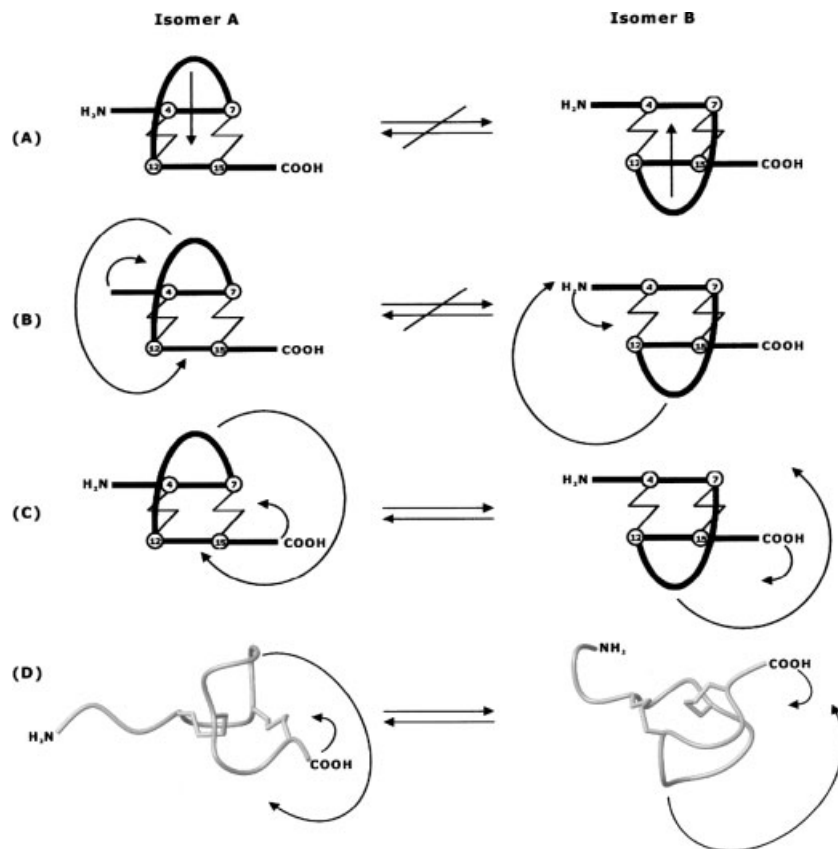 Isomer A Isomer B
(A)
H₂N 4 7 H₂N 4 7
12 15 COOH 12 15 COOH
(B)
4 7 H₂N 4 7
12 15 COOH 12 15 COOH
(C)
H₂N 4 7 H₂N 4 7
12 15 COOH 12 15 COOH
(D)
NH₂ COOH
H₂N COOH